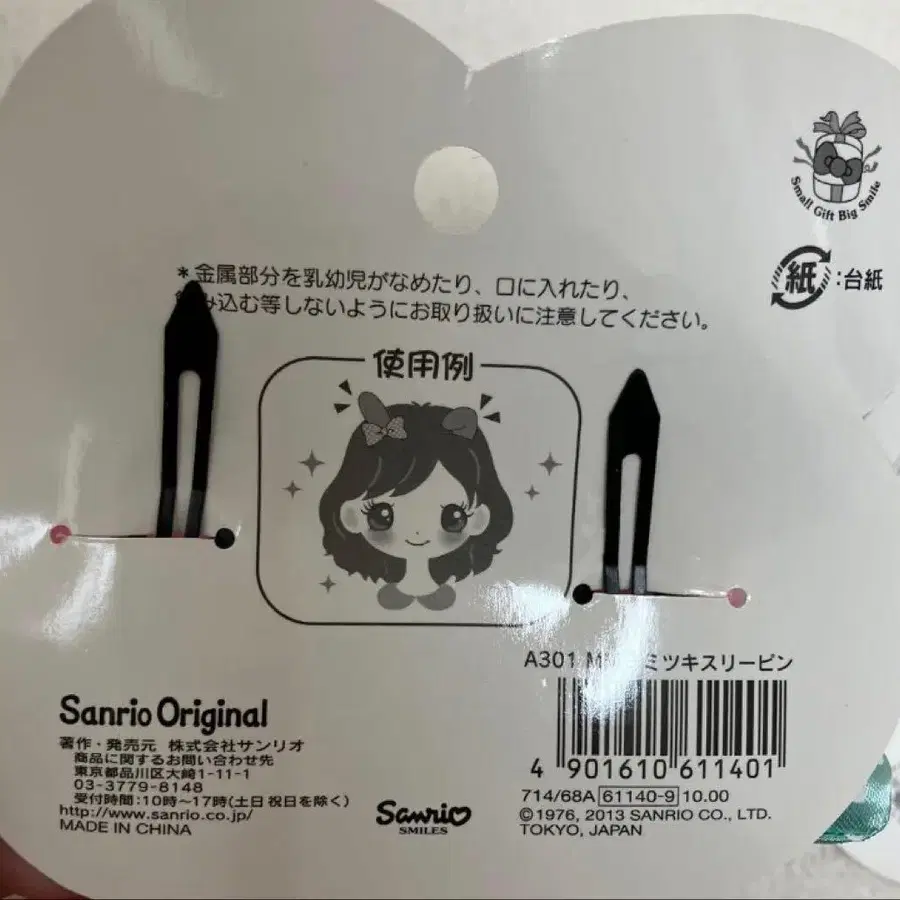 Small Gift Big Smile
紙:台紙
*金属部分を乳幼児がなめたり、口に入れたり、
み込む等しないようにお取り扱いに注意してください。
使用例
A301 ミツキスリーピン
4 901610 611401
714/68A 61140-9 10.00
©1976, 2013 SANRIO CO., LTD.
TOKYO, JAPAN
Sanrio Original
著作・発売元 株式会社サンリオ
商品に関するお問い合わせ先
東京都品川区大崎1-11-1
03-3779-8148
受付時間:10時~17時(土日祝日を除く)
http://www.sanrio.co.jp/
MADE IN CHINA
Sanrio
SMILES